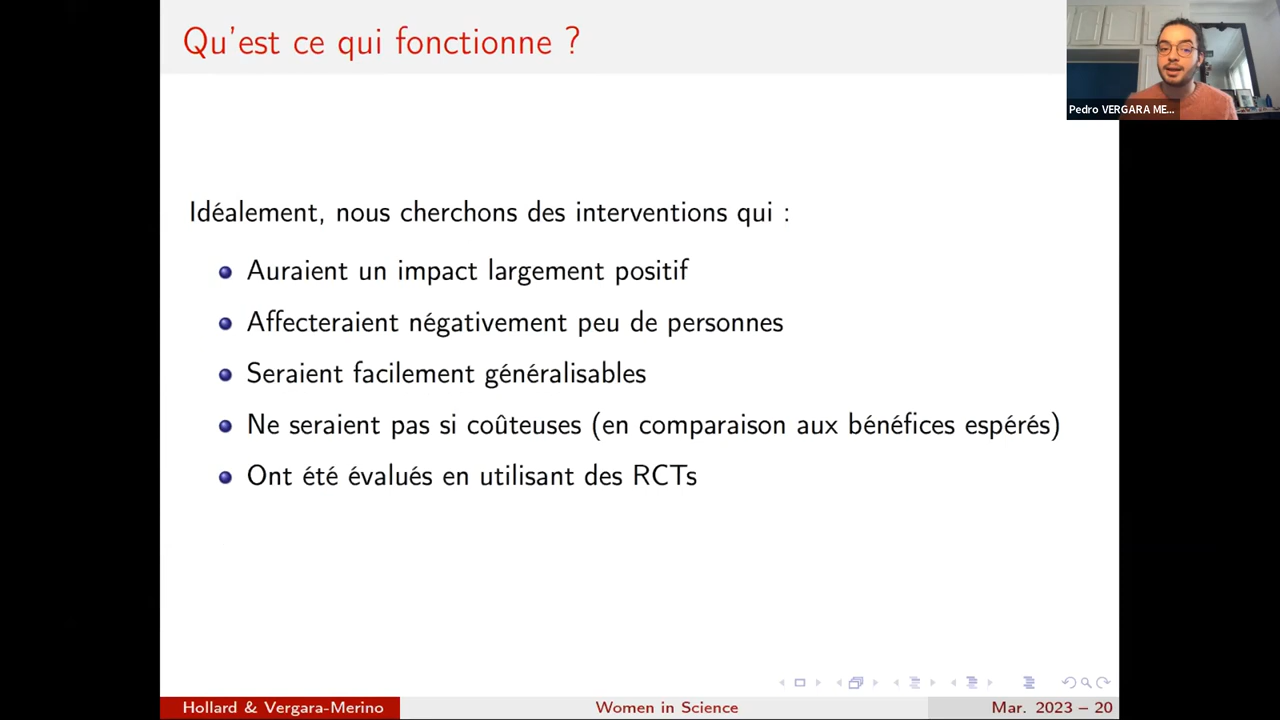 Qu'est ce qui fonctionne ?
Pedro VERGARA ME...
Idéalement, nous cherchons des interventions qui :
Auraient un impact largement positif
Affecteraient négativement peu de personnes
Seraient facilement généralisables
Ne seraient pas si coûteuses (en comparaison aux bénéfices espérés)
Ont été évalués en utilisant des RCTs
Hollard & Vergara-Merino
Women in Science
Mar. 2023 – 20